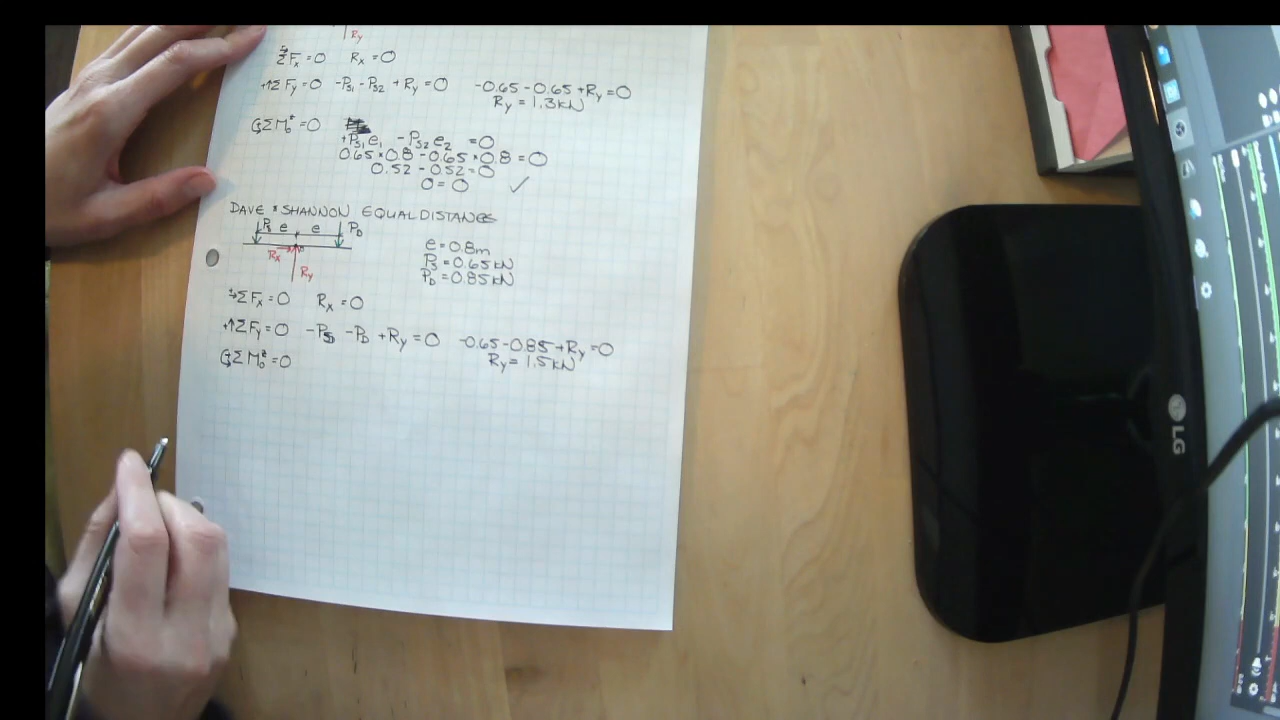 Ry
ΣFx=0 Rx=0
+↑ΣFy=0 -Ps1-Ps2+Ry=0 -0.65-0.65+Ry=0
Ry=1.3kN
ΣMo=0
+Ps1e1-Ps2e2=0
0.65×0.8-0.65×0.8=0
0.52-0.52=0
0=0 ✓
DAVE & SHANNON EQUAL DISTANCES
Ps e e PD
Rx
Ry
e=0.8m
Ps=0.65kN
PD=0.85kN
ΣFx=0 Rx=0
+↑ΣFy=0 -Ps-PD+Ry=0 -0.65-0.85+Ry=0
Ry=1.5kN
ΣMo=0
LG